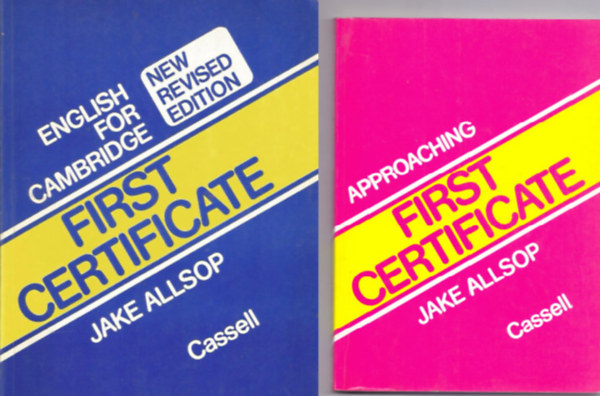 ENGLISH
FOR
CAMBRIDGE
NEW
REVISED
EDITION
FIRST
CERTIFICATE
JAKE ALLSOP
Cassell
APPROACHING
FIRST
CERTIFICATE
JAKE ALLSOP
Cassell